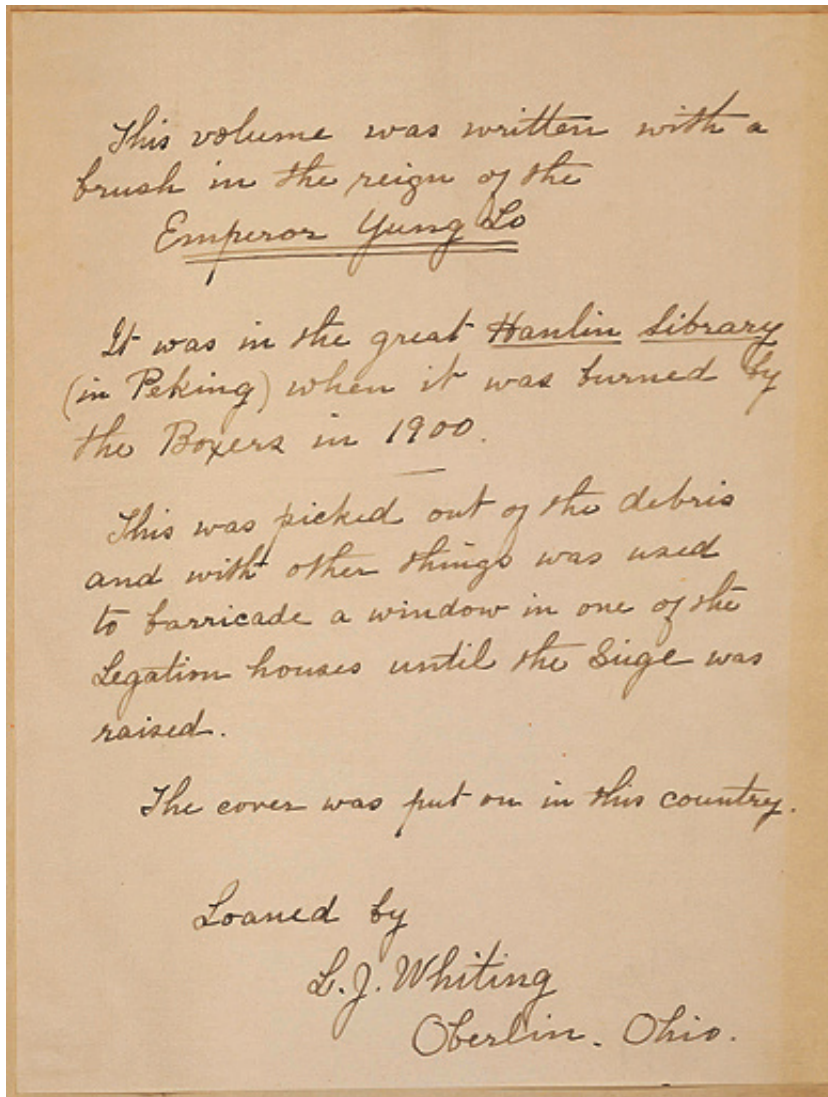 This volume was written with a
brush in the reign of the
Emperor Yung Lo
It was in the great Hanlin Library
(in Peking) when it was burned by
the Boxers in 1900.
This was picked out of the debris
and with other things was used
to barricade a window in one of the
Legation houses until the Siege was
raised.
The cover was put on in this country.
Loaned by
L. J. Whiting
Oberlin. Ohio.